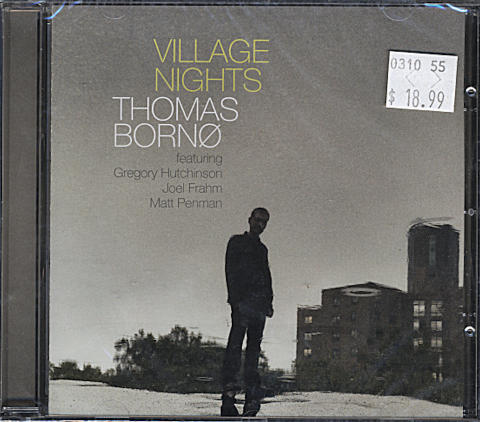 VILLAGE
NIGHTS
THOMAS
BORNØ
featuring
Gregory Hutchinson
Joel Frahm
Matt Penman
0310 55
$ 18.99